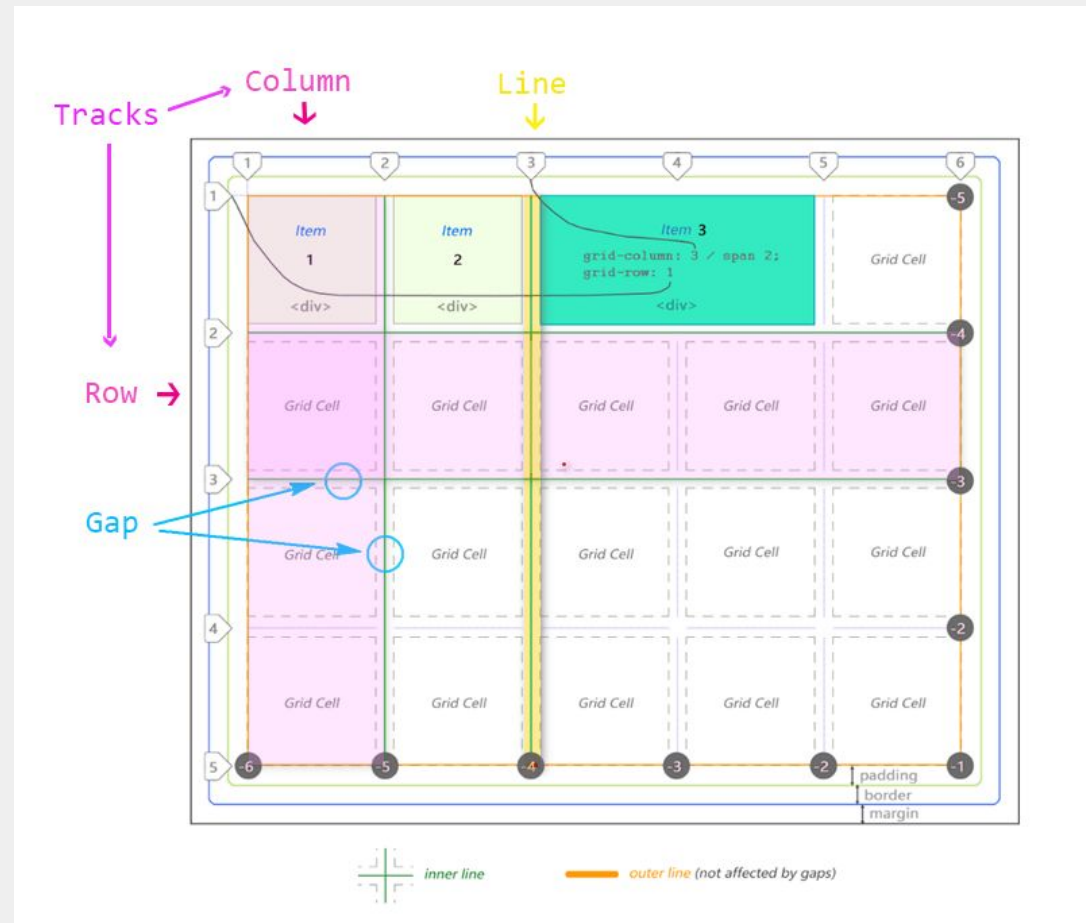 Column
Line
Tracks
1 2 3 4 5 6
1
-5
Item Item Item 3
1 2
grid-column: 3 / span 2;
grid-row: 1
Grid Cell
<div> <div> <div>
2
-4
Row
Grid Cell Grid Cell Grid Cell Grid Cell Grid Cell
3
-3
Gap
Grid Cell Grid Cell Grid Cell Grid Cell Grid Cell
4
-2
Grid Cell Grid Cell Grid Cell Grid Cell Grid Cell
5 -6 -5 -4 -3 -2 -1
padding
border
margin
inner line
outer line (not affected by gaps)